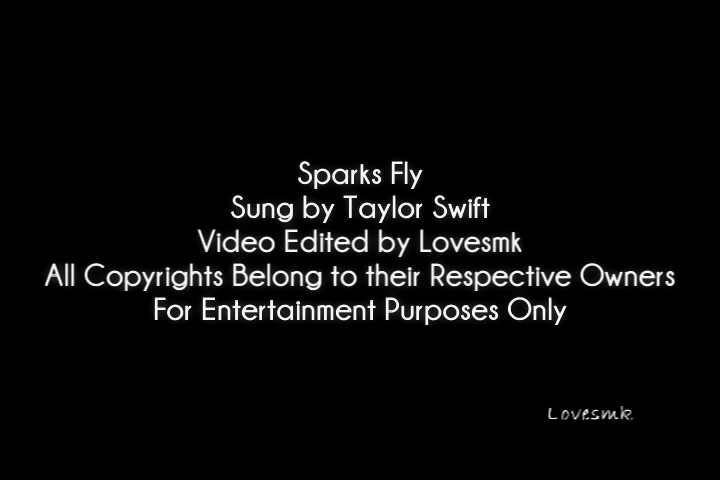 Sparks Fly
Sung by Taylor Swift
Video Edited by Lovesmk
All Copyrights Belong to their Respective Owners
For Entertainment Purposes Only
Lovesmk